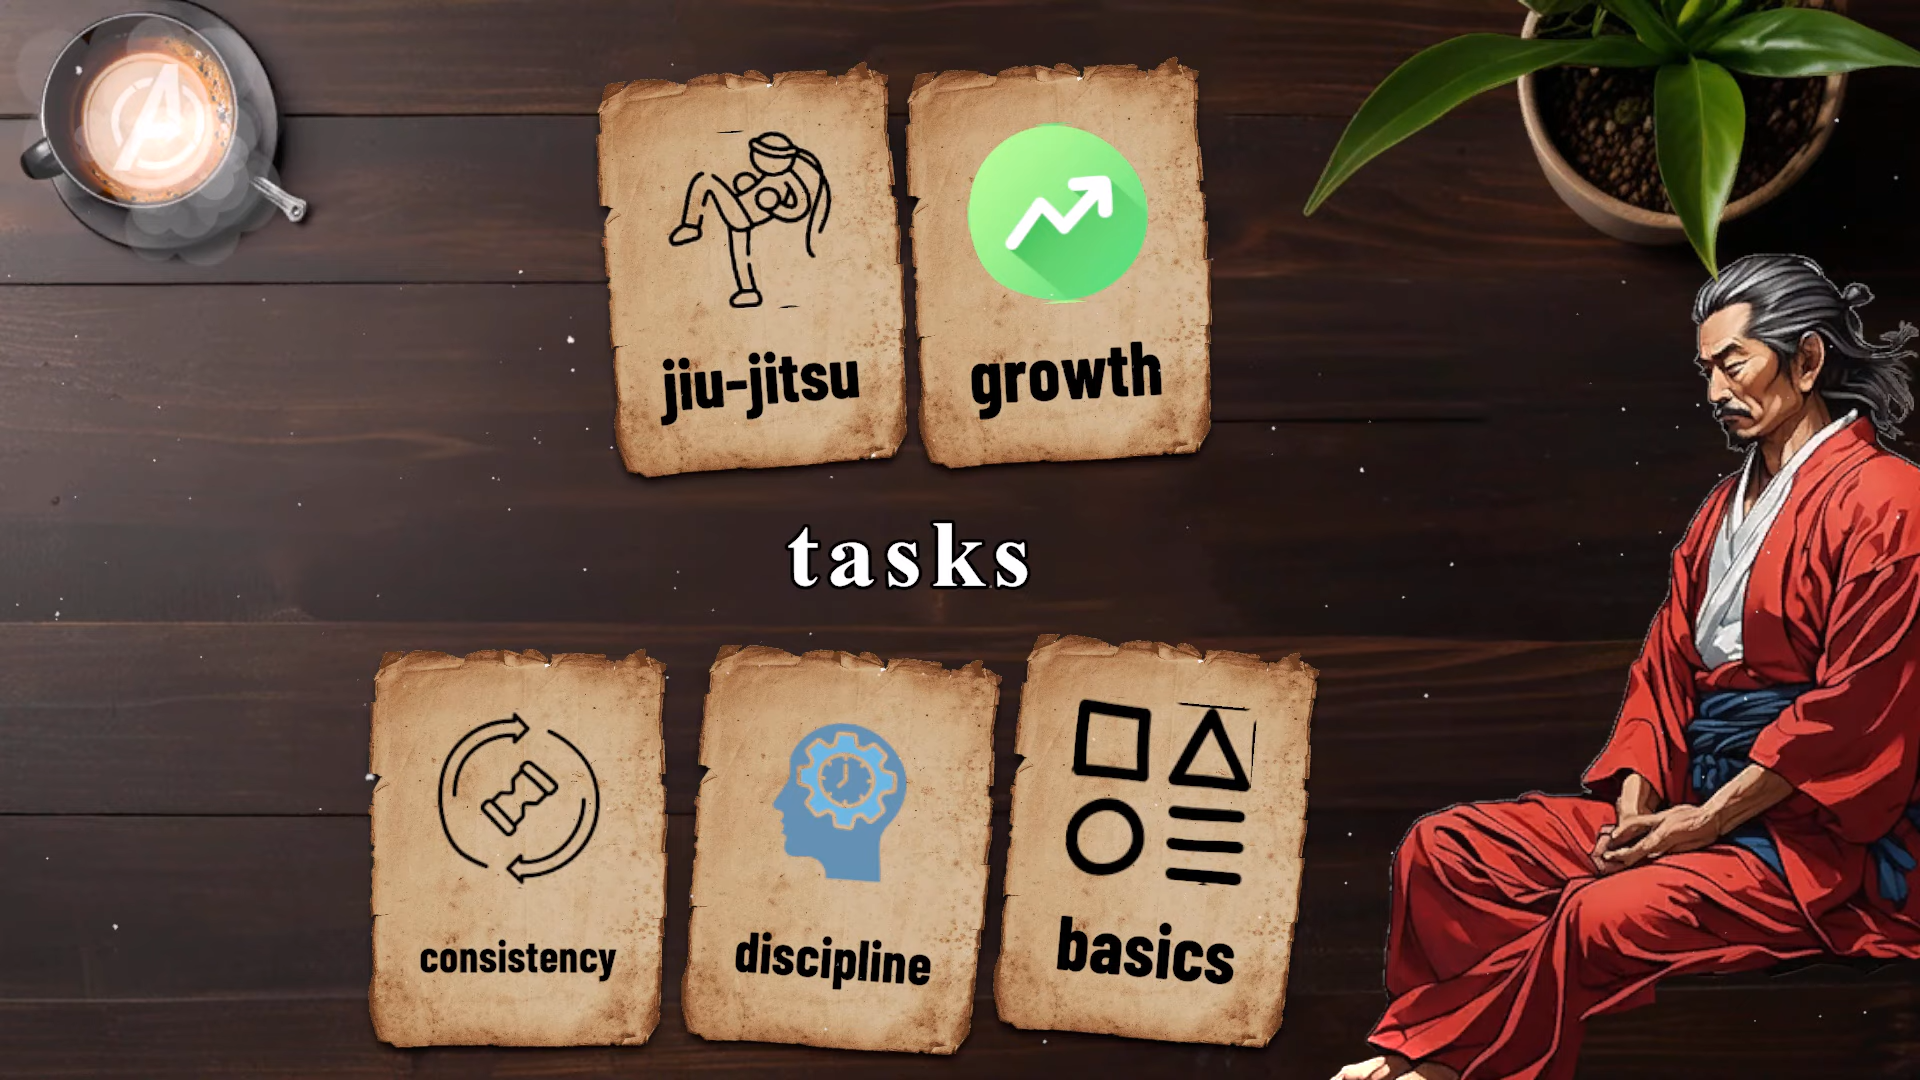 jiu-jitsu
growth
tasks
consistency
discipline
basics